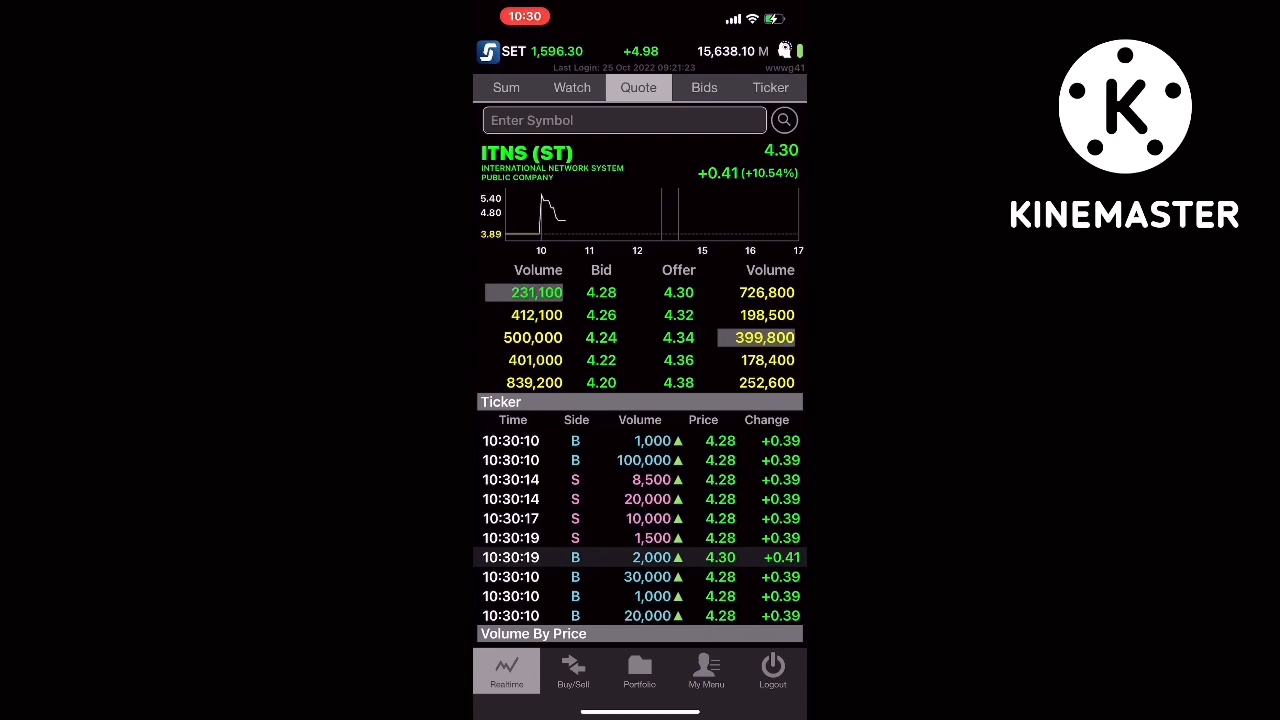 10:30
SET 1,596.30 +4.98 15,638.10 M
Last Login: 25 Oct 2022 09:21:23 wwwg41
Sum Watch Quote Bids Ticker
Enter Symbol
ITNS (ST) 4.30
INTERNATIONAL NETWORK SYSTEM
PUBLIC COMPANY
+0.41 (+10.54%)
5.40
4.80
3.89
10 11 12 15 16 17
Volume Bid Offer Volume
231,100 4.28 4.30 726,800
412,100 4.26 4.32 198,500
500,000 4.24 4.34 399,800
401,000 4.22 4.36 178,400
839,200 4.20 4.38 252,600
Ticker
Time Side Volume Price Change
10:30:10 B 1,000▲ 4.28 +0.39
10:30:10 B 100,000▲ 4.28 +0.39
10:30:14 S 8,500▲ 4.28 +0.39
10:30:14 S 20,000▲ 4.28 +0.39
10:30:17 S 10,000▲ 4.28 +0.39
10:30:19 S 1,500▲ 4.28 +0.39
10:30:19 B 2,000▲ 4.30 +0.41
10:30:10 B 30,000▲ 4.28 +0.39
10:30:10 B 1,000▲ 4.28 +0.39
10:30:10 B 20,000▲ 4.28 +0.39
Volume By Price
Realtime Buy/Sell Portfolio My Menu Logout
K
KINEMASTER